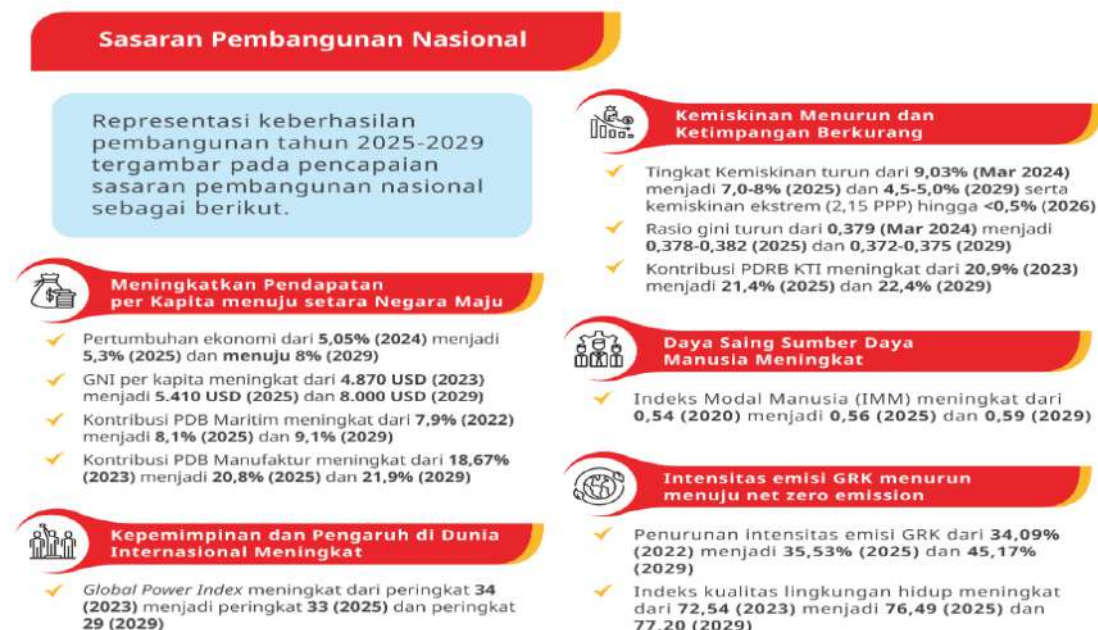 Sasaran Pembangunan Nasional
Representasi keberhasilan
pembangunan tahun 2025-2029
tergambar pada pencapaian
sasaran pembangunan nasional
sebagai berikut.
Meningkatkan Pendapatan
per Kapita menuju setara Negara Maju
Pertumbuhan ekonomi dari 5,05% (2024) menjadi
5,3% (2025) dan menuju 8% (2029)
GNI per kapita meningkat dari 4.870 USD (2023)
menjadi 5.410 USD (2025) dan 8.000 USD (2029)
Kontribusi PDB Maritim meningkat dari 7,9% (2022)
menjadi 8,1% (2025) dan 9,1% (2029)
Kontribusi PDB Manufaktur meningkat dari 18,67%
(2023) menjadi 20,8% (2025) dan 21,9% (2029)
Kepemimpinan dan Pengaruh di Dunia
Internasional Meningkat
Global Power Index meningkat dari peringkat 34
(2023) menjadi peringkat 33 (2025) dan peringkat
29 (2029)
Kemiskinan Menurun dan
Ketimpangan Berkurang
Tingkat Kemiskinan turun dari 9,03% (Mar 2024)
menjadi 7,0-8% (2025) dan 4,5-5,0% (2029) serta
kemiskinan ekstrem (2,15 PPP) hingga <0,5% (2026)
Rasio gini turun dari 0,379 (Mar 2024) menjadi
0,378-0,382 (2025) dan 0,372-0,375 (2029)
Kontribusi PDRB KTI meningkat dari 20,9% (2023)
menjadi 21,4% (2025) dan 22,4% (2029)
Daya Saing Sumber Daya
Manusia Meningkat
Indeks Modal Manusia (IMM) meningkat dari
0,54 (2020) menjadi 0,56 (2025) dan 0,59 (2029)
Intensitas emisi GRK menurun
menuju net zero emission
Penurunan intensitas emisi GRK dari 34,09%
(2022) menjadi 35,53% (2025) dan 45,17%
(2029)
Indeks kualitas lingkungan hidup meningkat
dari 72,54 (2023) menjadi 76,49 (2025) dan
77,20 (2029)